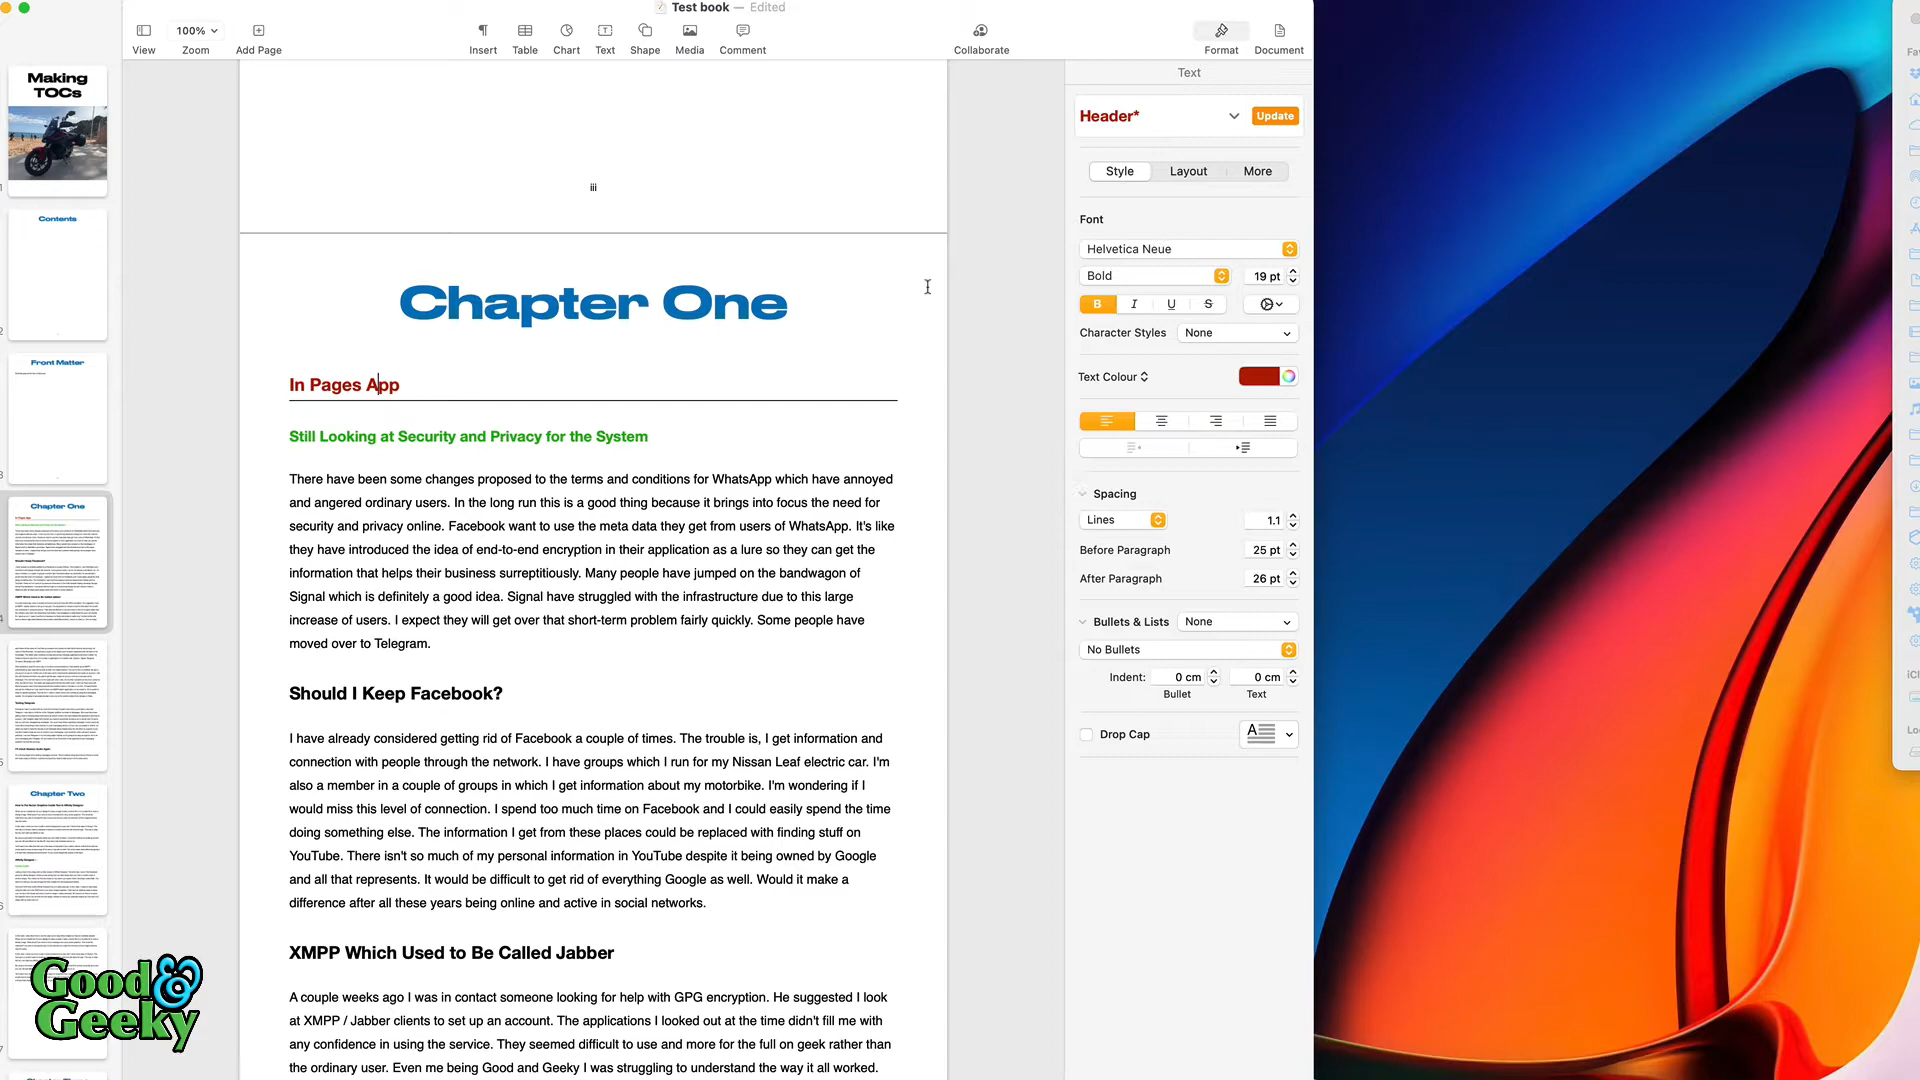 Test book — Edited
View
100%
Zoom
Add Page
Insert
Table
Chart
Text
Shape
Media
Comment
Collaborate
Format
Document
Making
TOCs
1
Contents
2
Front Matter
3
Chapter One
4
5
Chapter Two
6
7
iii
Chapter One
In Pages App
Still Looking at Security and Privacy for the System
There have been some changes proposed to the terms and conditions for WhatsApp which have annoyed
and angered ordinary users. In the long run this is a good thing because it brings into focus the need for
security and privacy online. Facebook want to use the meta data they get from users of WhatsApp. It's like
they have introduced the idea of end-to-end encryption in their application as a lure so they can get the
information that helps their business surreptitiously. Many people have jumped on the bandwagon of
Signal which is definitely a good idea. Signal have struggled with the infrastructure due to this large
increase of users. I expect they will get over that short-term problem fairly quickly. Some people have
moved over to Telegram.
Should I Keep Facebook?
I have already considered getting rid of Facebook a couple of times. The trouble is, I get information and
connection with people through the network. I have groups which I run for my Nissan Leaf electric car. I'm
also a member in a couple of groups in which I get information about my motorbike. I'm wondering if I
would miss this level of connection. I spend too much time on Facebook and I could easily spend the time
doing something else. The information I get from these places could be replaced with finding stuff on
YouTube. There isn't so much of my personal information in YouTube despite it being owned by Google
and all that represents. It would be difficult to get rid of everything Google as well. Would it make a
difference after all these years being online and active in social networks.
XMPP Which Used to Be Called Jabber
A couple weeks ago I was in contact someone looking for help with GPG encryption. He suggested I look
at XMPP / Jabber clients to set up an account. The applications I looked out at the time didn't fill me with
any confidence in using the service. They seemed difficult to use and more for the full on geek rather than
the ordinary user. Even me being Good and Geeky I was struggling to understand the way it all worked.
Text
Header*
Update
Style
Layout
More
Font
Helvetica Neue
Bold
19 pt
B I U S
Character Styles
None
Text Colour
Spacing
Lines
1.1
Before Paragraph
25 pt
After Paragraph
26 pt
Bullets & Lists
None
No Bullets
Indent:
0 cm
0 cm
Bullet
Text
Drop Cap
A
Fav
iCl
Lo
Good &
Geeky